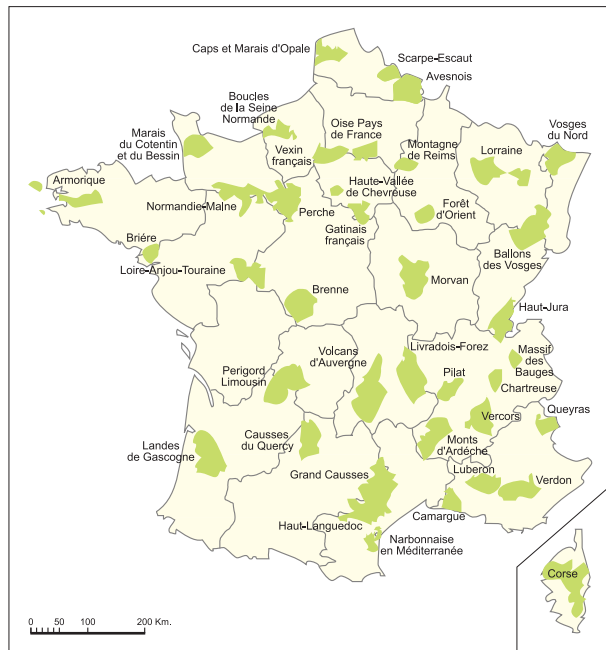 Caps et Marais d'Opale
Scarpe-Escaut
Avesnois
Boucles
de la Seine
Normande
Oise Pays
de France
Vosges
du Nord
Marais
du Cotentin
et du Bessin
Vexin
français
Montagne
de Reims
Lorraine
Armorique
Haute-Vallée
de Chevreuse
Normandie-Maine
Perche
Forêt
d'Orient
Gatinais
français
Briére
Ballons
des Vosges
Loire-Anjou-Touraine
Brenne
Morvan
Haut-Jura
Volcans
d'Auvergne
Livradois-Forez
Massif
des
Bauges
Perigord
Limousin
Pilat
Chartreuse
Queyras
Vercors
Landes
de Gascogne
Causses
du Quercy
Monts
d'Ardéche
Grand Causses
Luberon
Verdon
Haut-Languedoc
Camargue
Narbonnaise
en Méditerranée
Corse
0 50 100 200 Km.